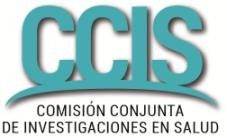 CCIS
COMISIÓN CONJUNTA
DE INVESTIGACIONES EN SALUD